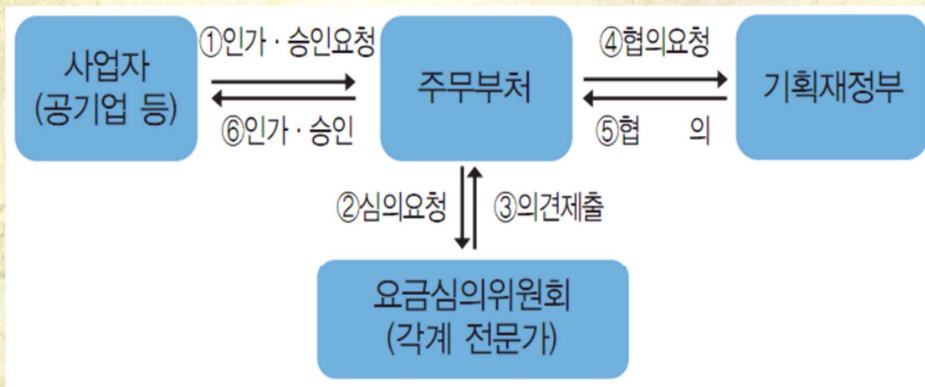 ①인가 · 승인요청
사업자
(공기업 등)
⑥인가 · 승인
주무부처
④협의요청
⑤협 의
기획재정부
②심의요청
③의견제출
요금심의위원회
(각계 전문가)